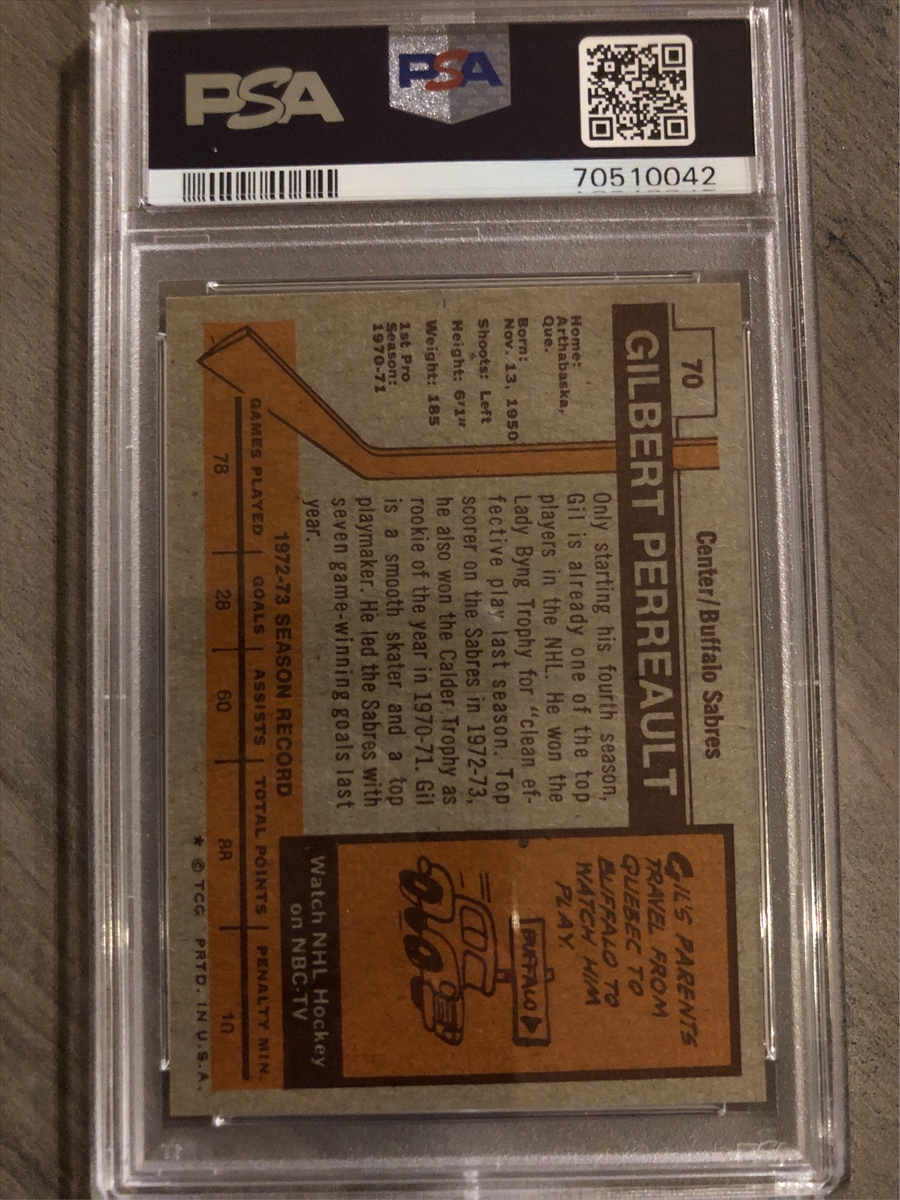 PSA
PSA
70510042
70
Center/Buffalo Sabres
GILBERT PERREAULT
Home:
Arthabaska,
Que.
Born:
Nov. 13, 1950
Shoots: Left
Height: 6'1"
Weight: 185
1st Pro
Season:
1970-71
Only starting his fourth season,
Gil is already one of the top
players in the NHL. He won the
Lady Byng Trophy for "clean ef-
fective play last season. Top
scorer on the Sabres in 1972-73,
he also won the Calder Trophy as
rookie of the year in 1970-71. Gil
is a smooth skater and a top
playmaker. He led the Sabres with
seven game-winning goals last
year.
GIL'S PARENTS
TRAVEL FROM
QUEBEC TO
BUFFALO TO
WATCH HIM
PLAY.
BUFFALO
Watch NHL Hockey
on NBC-TV
1972-73 SEASON RECORD
GAMES PLAYED GOALS ASSISTS TOTAL POINTS PENALTY MIN.
78 28 60 88 10
* © TCG PRTD. IN U.S.A.